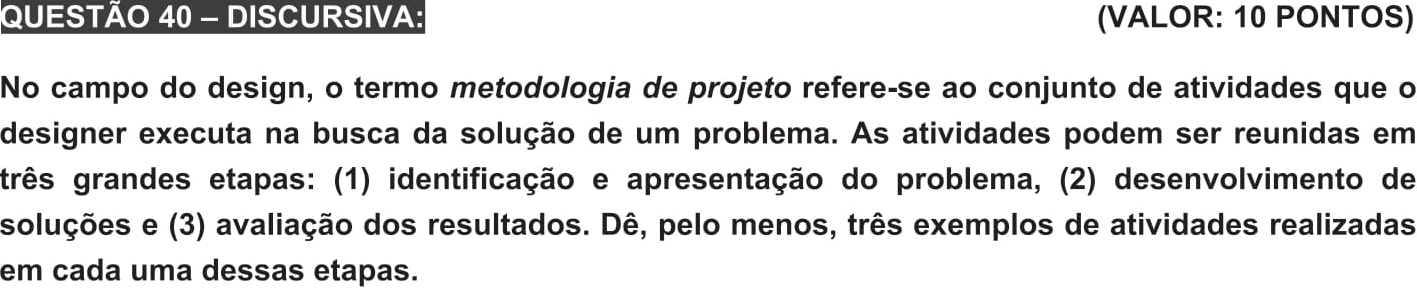 QUESTÃO 40 – DISCURSIVA: (VALOR: 10 PONTOS)
No campo do design, o termo metodologia de projeto refere-se ao conjunto de atividades que o
designer executa na busca da solução de um problema. As atividades podem ser reunidas em
três grandes etapas: (1) identificação e apresentação do problema, (2) desenvolvimento de
soluções e (3) avaliação dos resultados. Dê, pelo menos, três exemplos de atividades realizadas
em cada uma dessas etapas.